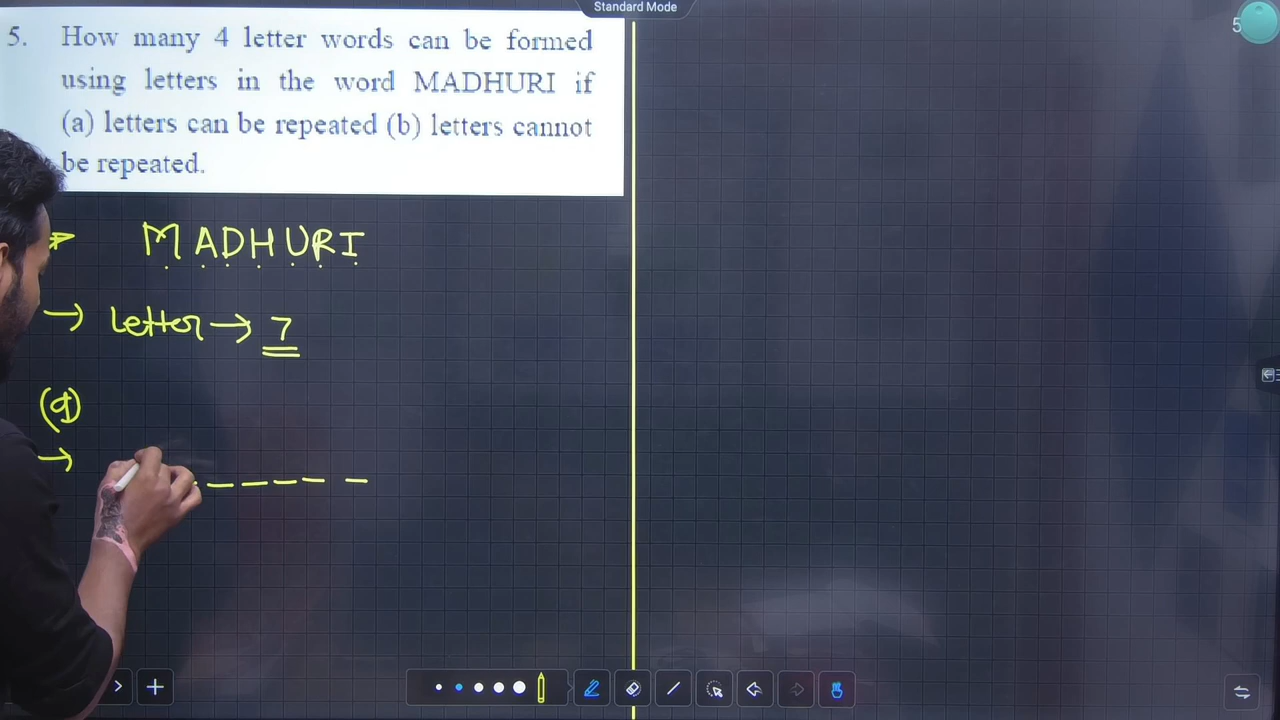 Standard Mode
5
5. How many 4 letter words can be formed
using letters in the word MADHURI if
(a) letters can be repeated (b) letters cannot
be repeated.
MADHURI
→ letter → 7
(a)
→